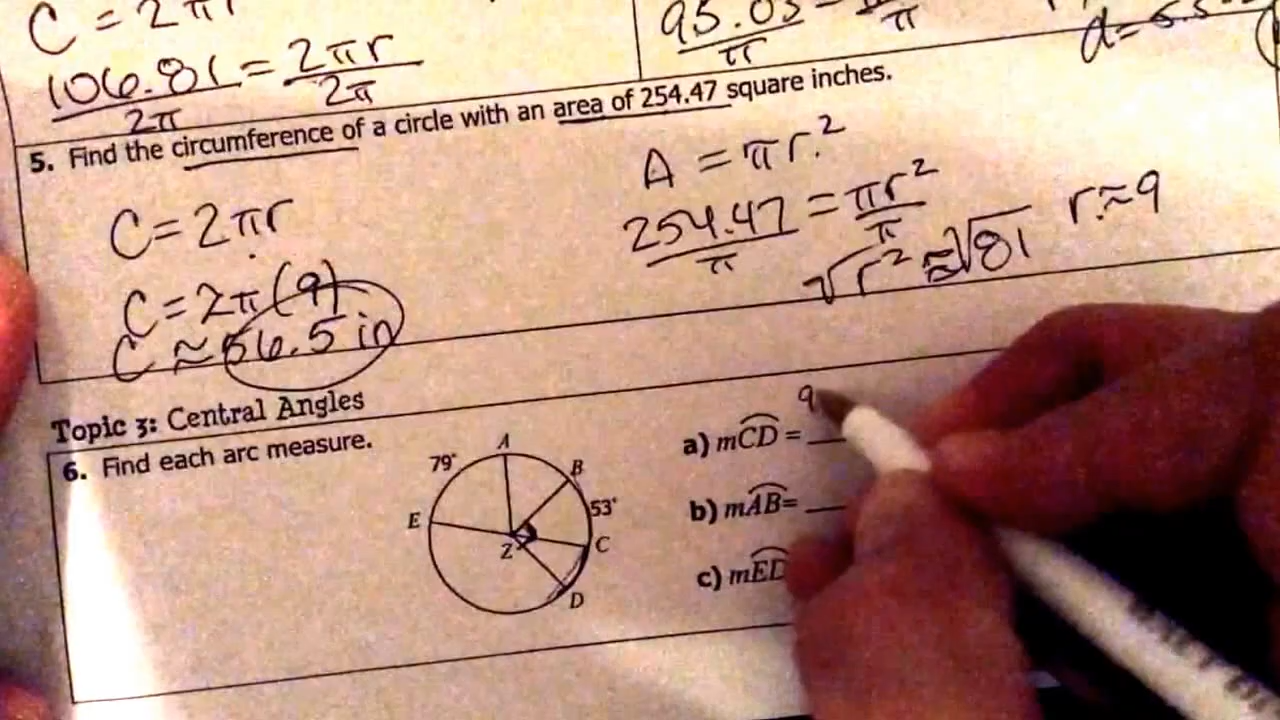 C = 2πr
106.81 = 2πr
2π 2π
95.03
π π
5. Find the circumference of a circle with an area of 254.47 square inches.
C = 2πr
C = 2π(9)
C ≈ 56.5 in
A = πr.²
254.47 = πr²
π π
√r² ≈ √81 r ≈ 9
Topic 3: Central Angles
6. Find each arc measure.
79°
A
B
53°
E
Z
C
D
9
a) mCD =
b) mAB=
c) mED